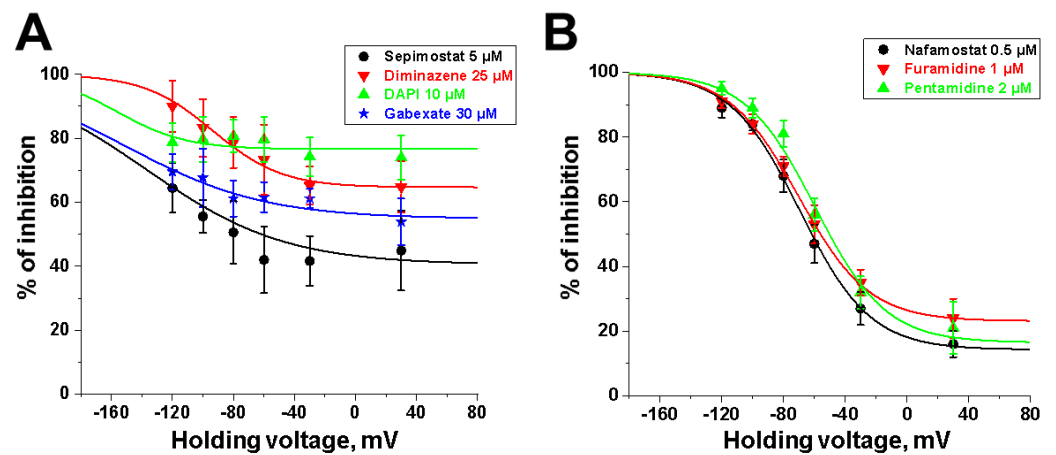 A
Sepimostat 5 µM
Diminazene 25 µM
DAPI 10 µM
Gabexate 30 µM
% of inhibition
100
80
60
40
20
0
-160 -120 -80 -40 0 40 80
Holding voltage, mV
B
Nafamostat 0.5 µM
Furamidine 1 µM
Pentamidine 2 µM
% of inhibition
100
80
60
40
20
0
-160 -120 -80 -40 0 40 80
Holding voltage, mV